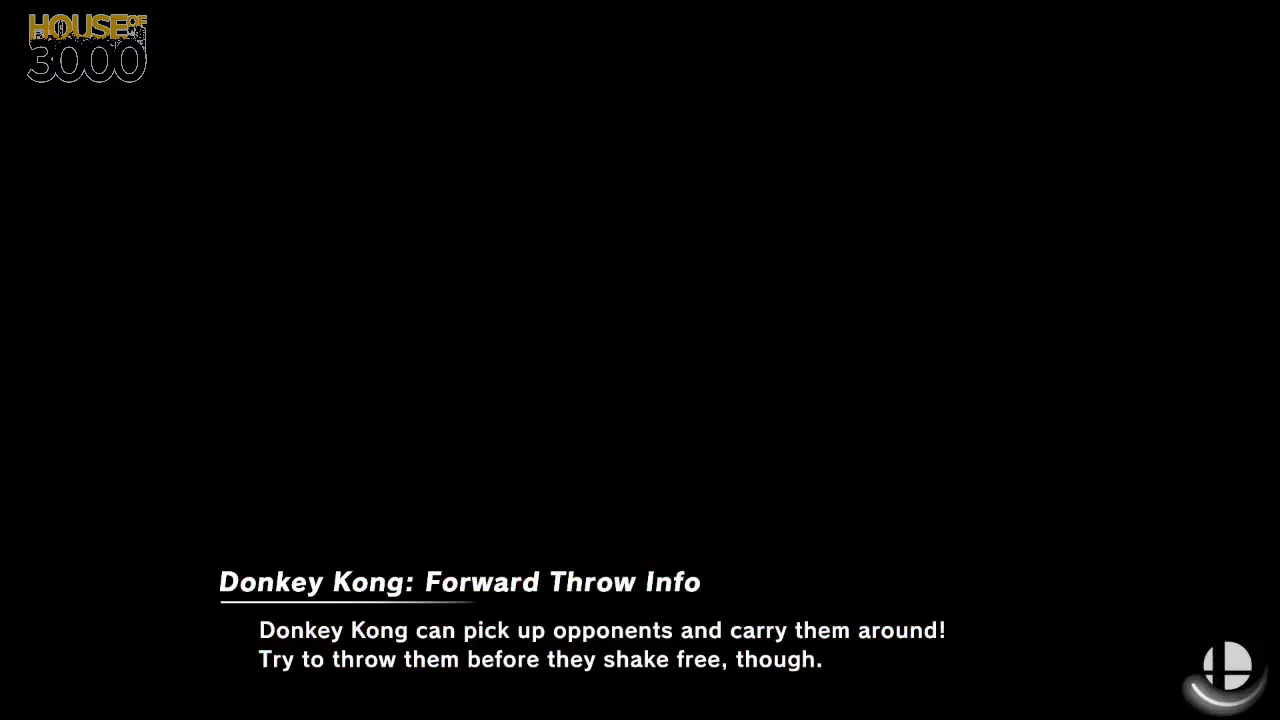 HOUSE OF
3000
Donkey Kong: Forward Throw Info
Donkey Kong can pick up opponents and carry them around!
Try to throw them before they shake free, though.